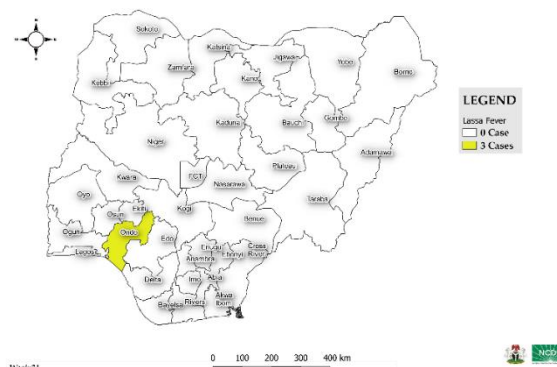 Sokoto
Katsina
Jigawa
Yobe
Borno
Zamfara
Kano
Kebbi
Kaduna
Bauchi
Gombe
Adamawa
Niger
Plateau
FCT
Kwara
Nasarawa
Oyo
Taraba
Kogi
Ekiti
Osun
Benue
Ogun
Ondo
Edo
Lagos
Enugu
Anambra
Ebonyi
Cross
River
Delta
Imo
Abia
Akwa
Ibom
Rivers
Bayelsa
LEGEND
Lassa Fever
0 Case
3 Cases
0 100 200 300 400 km
NCDC